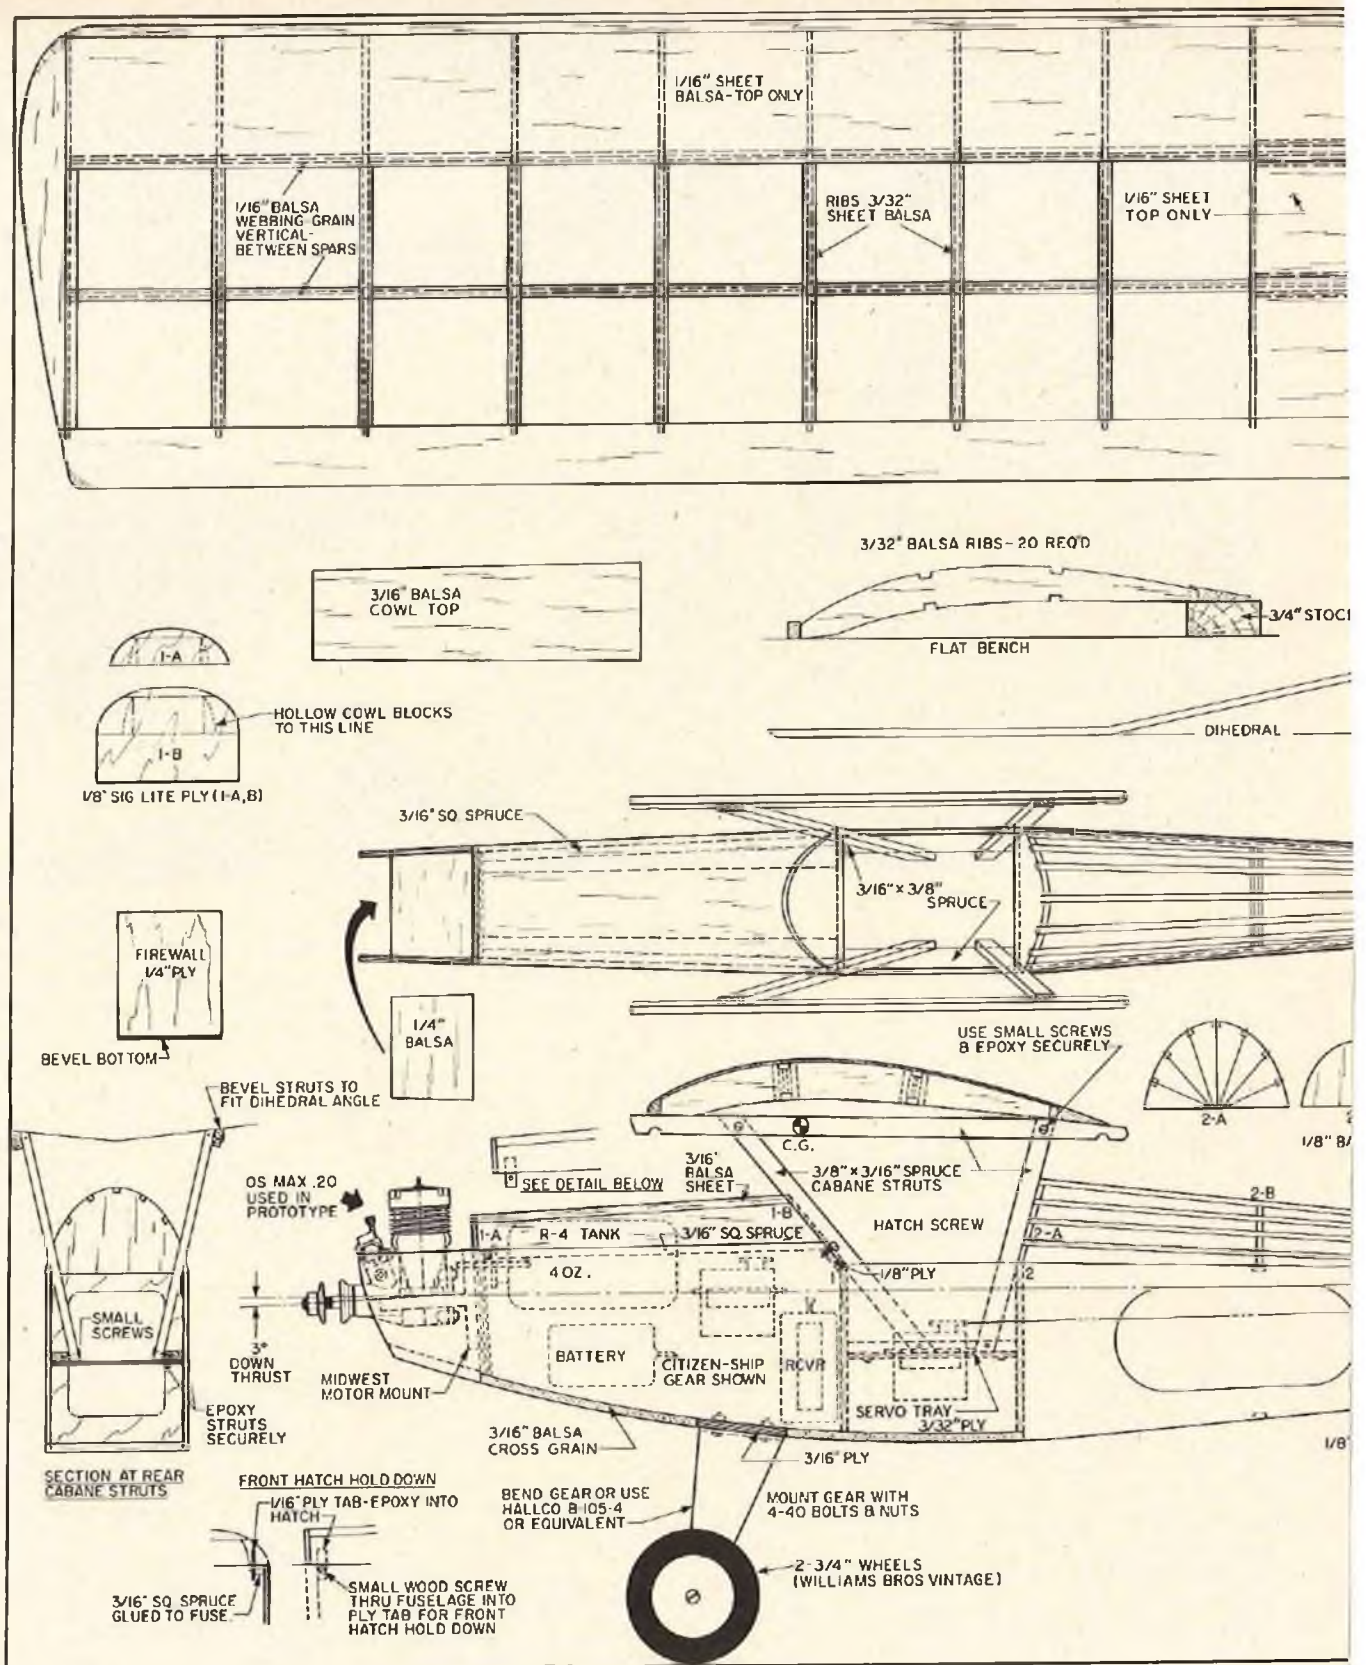 1/16" SHEET
BALSA-TOP ONLY
1/16" BALSA
WEBBING GRAIN
VERTICAL-
BETWEEN SPARS
RIBS 3/32"
SHEET BALSA
1/16" SHEET
TOP ONLY
3/32" BALSA RIBS-20 REQ'D
3/16" BALSA
COWL TOP
3/4" STOC
FLAT BENCH
1-A
HOLLOW COWL BLOCKS
TO THIS LINE
1-B
1/8" SIG LITE PLY (1-A,B)
DIHEDRAL
3/16" SQ SPRUCE
3/16" x 3/8"
SPRUCE
FIREWALL
1/4" PLY
BEVEL BOTTOM
1/4"
BALSA
USE SMALL SCREWS
& EPOXY SECURELY
2-A
1/8" BA
BEVEL STRUTS TO
FIT DIHEDRAL ANGLE
C.G.
OS MAX .20
USED IN
PROTOTYPE
SEE DETAIL BELOW
3/16"
BALSA
SHEET
3/8" x 3/16" SPRUCE
CABANE STRUTS
1-B
HATCH SCREW
2-B
1-A
R-4 TANK
3/16" SQ. SPRUCE
2-A
4 OZ.
1/8" PLY
2
SMALL
SCREWS
3°
DOWN
THRUST
MIDWEST
MOTOR MOUNT
BATTERY
CITIZEN-SHIP
GEAR SHOWN
RCVR
SERVO TRAY
3/32" PLY
EPOXY
STRUTS
SECURELY
3/16" BALSA
CROSS GRAIN
3/16" PLY
1/8"
SECTION AT REAR
CABANE STRUTS
FRONT HATCH HOLD DOWN
1/16" PLY TAB-EPOXY INTO
HATCH
BEND GEAR OR USE
HALLCO B-105-4
OR EQUIVALENT
MOUNT GEAR WITH
4-40 BOLTS & NUTS
2-3/4" WHEELS
(WILLIAMS BROS VINTAGE)
3/16" SQ SPRUCE
GLUED TO FUSE
SMALL WOOD SCREW
THRU FUSELAGE INTO
PLY TAB FOR FRONT
HATCH HOLD DOWN